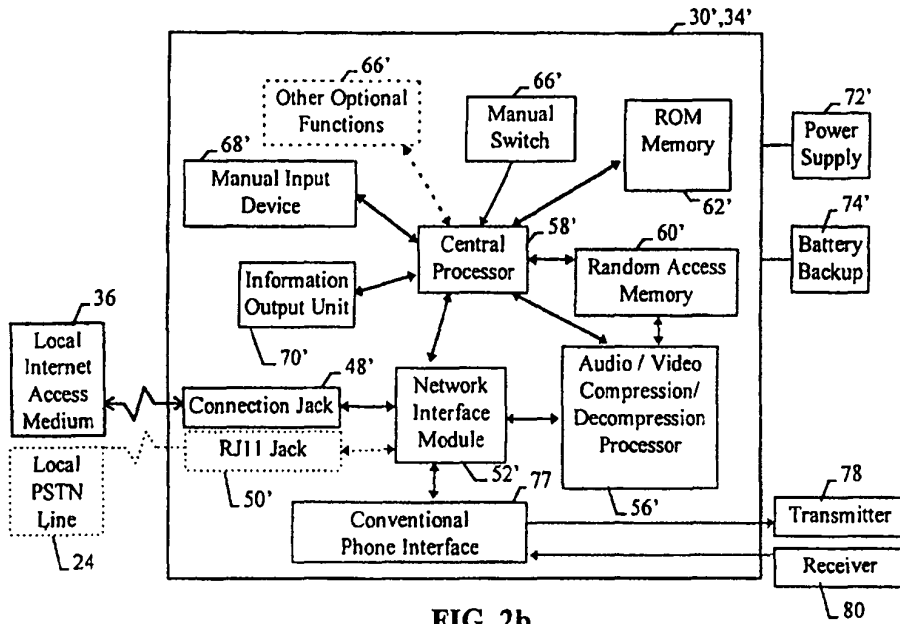 30',34'
66'
Other Optional
Functions
66'
Manual
Switch
ROM
Memory
62'
72'
Power
Supply
68'
Manual Input
Device
58'
Central
Processor
60'
Random Access
Memory
74'
Battery
Backup
Information
Output Unit
70'
36
Local
Internet
Access
Medium
48'
Connection Jack
RJ11 Jack
50'
Network
Interface
Module
52'
Audio / Video
Compression/
Decompression
Processor
56'
Local
PSTN
Line
24
77
Conventional
Phone Interface
78
Transmitter
Receiver
80
FIG. 2b